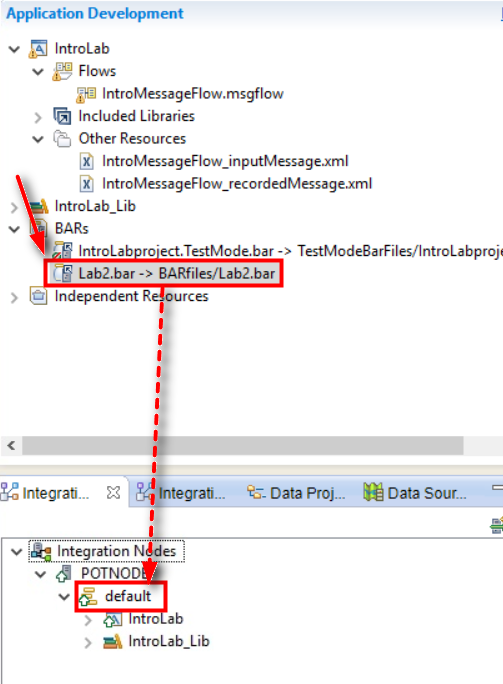 Application Development
IntroLab
Flows
IntroMessageFlow.msgflow
Included Libraries
Other Resources
IntroMessageFlow_inputMessage.xml
IntroMessageFlow_recordedMessage.xml
IntroLab_Lib
BARs
IntroLabproject.TestMode.bar -> TestModeBarFiles/IntroLabproje
Lab2.bar -> BARfiles/Lab2.bar
Independent Resources
Integrati... Integrati... Data Proj... Data Sour...
Integration Nodes
POTNODE
default
IntroLab
IntroLab_Lib